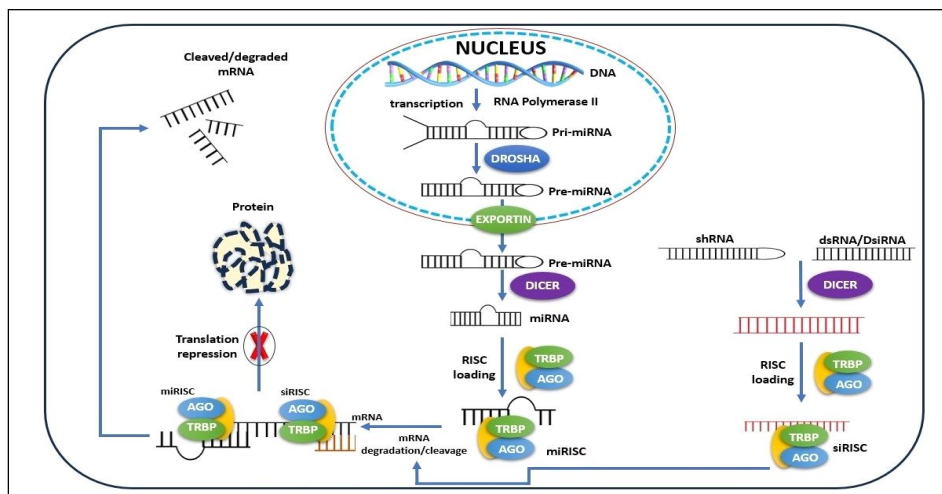 NUCLEUS
Cleaved/degraded
mRNA
DNA
transcription
RNA Polymerase II
Pri-miRNA
DROSHA
Pre-miRNA
EXPORTIN
Pre-miRNA
DICER
miRNA
RISC
loading
TRBP
AGO
TRBP
AGO
miRISC
shRNA
dsRNA/DsiRNA
DICER
RISC
loading
TRBP
AGO
TRBP
AGO
siRISC
mRNA
degradation/cleavage
Protein
Translation
repression
miRISC
AGO
TRBP
siRISC
AGO
TRBP
mRNA